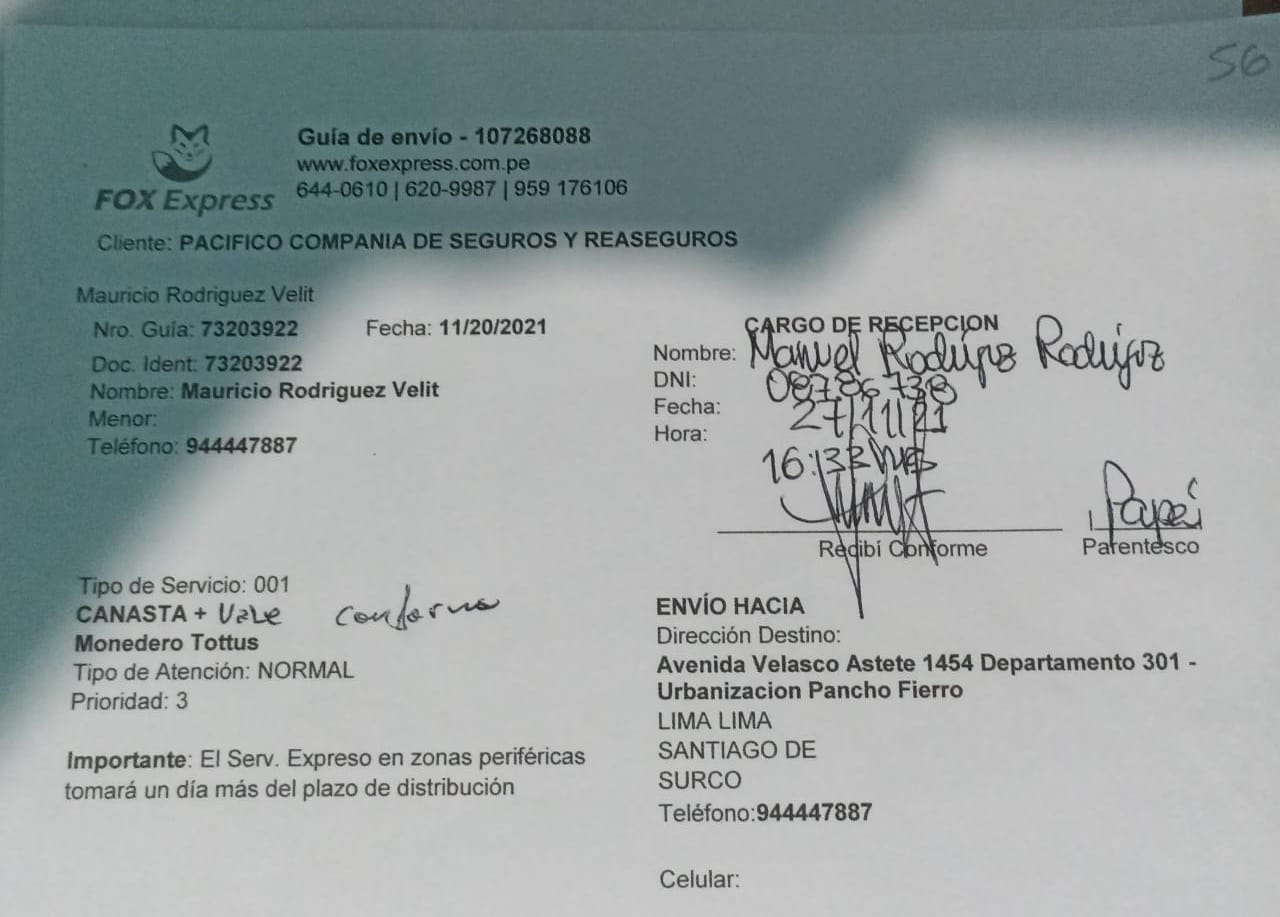 56
FOX Express
Guía de envío - 107268088
www.foxexpress.com.pe
644-0610 | 620-9987 | 959 176106
Cliente: PACIFICO COMPANIA DE SEGUROS Y REASEGUROS
Mauricio Rodriguez Velit
Nro. Guía: 73203922 Fecha: 11/20/2021
Doc. Ident: 73203922
Nombre: Mauricio Rodriguez Velit
Menor:
Teléfono: 944447887
CARGO DE RECEPCION
Nombre: Manuel Rodríguez Rodríguez
DNI: 08786738
Fecha: 27/11/21
Hora: 16:33
Recibí Conforme
Papá
Parentesco
Tipo de Servicio: 001
CANASTA + Vale conforme
Monedero Tottus
Tipo de Atención: NORMAL
Prioridad: 3
Importante: El Serv. Expreso en zonas periféricas
tomará un día más del plazo de distribución
ENVÍO HACIA
Dirección Destino:
Avenida Velasco Astete 1454 Departamento 301 -
Urbanizacion Pancho Fierro
LIMA LIMA
SANTIAGO DE
SURCO
Teléfono:944447887
Celular: